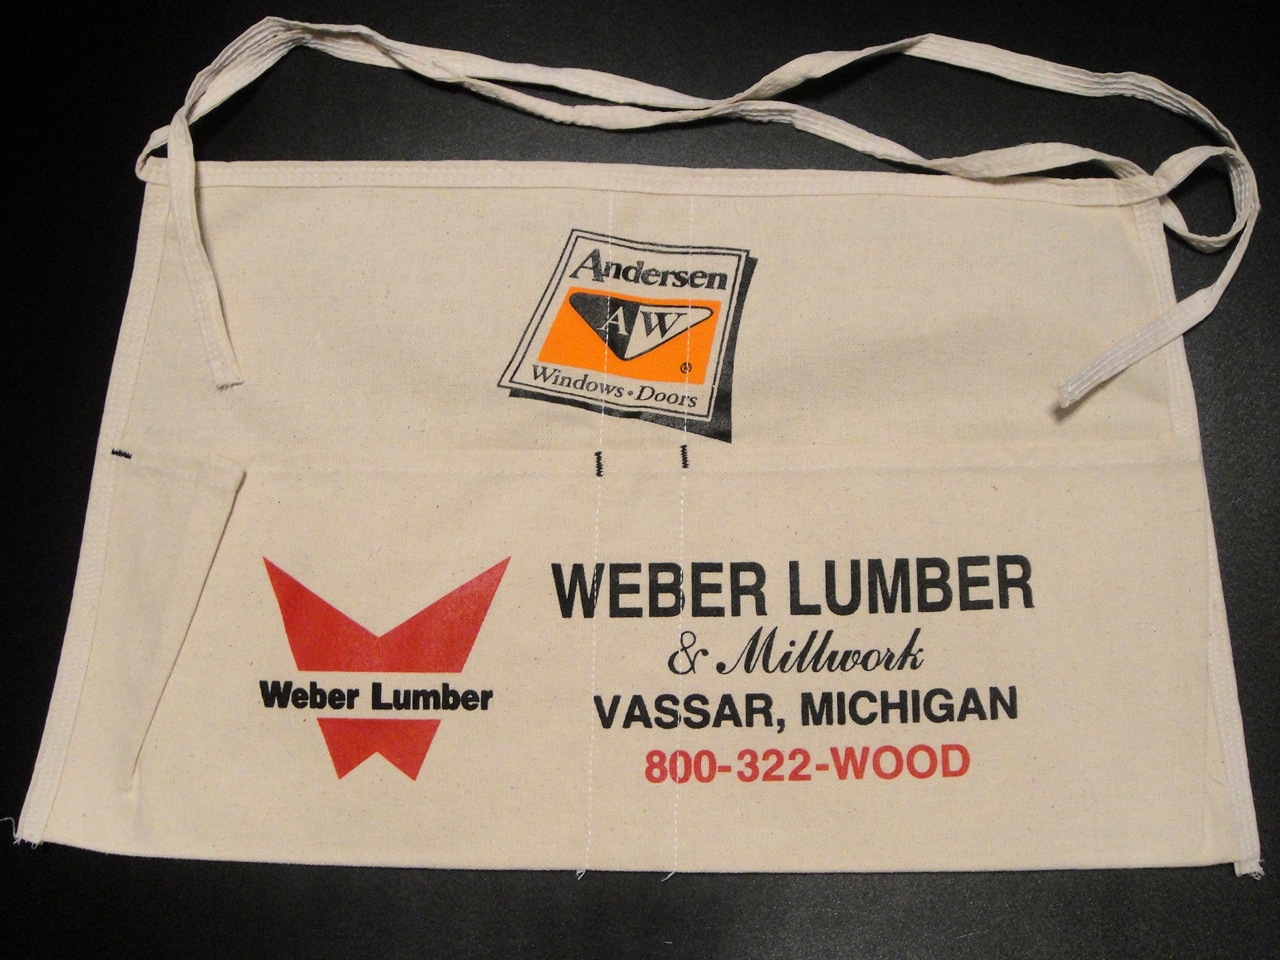 Andersen
AW
®
Windows • Doors
WEBER LUMBER
& Millwork
Weber Lumber
VASSAR, MICHIGAN
800-322-WOOD